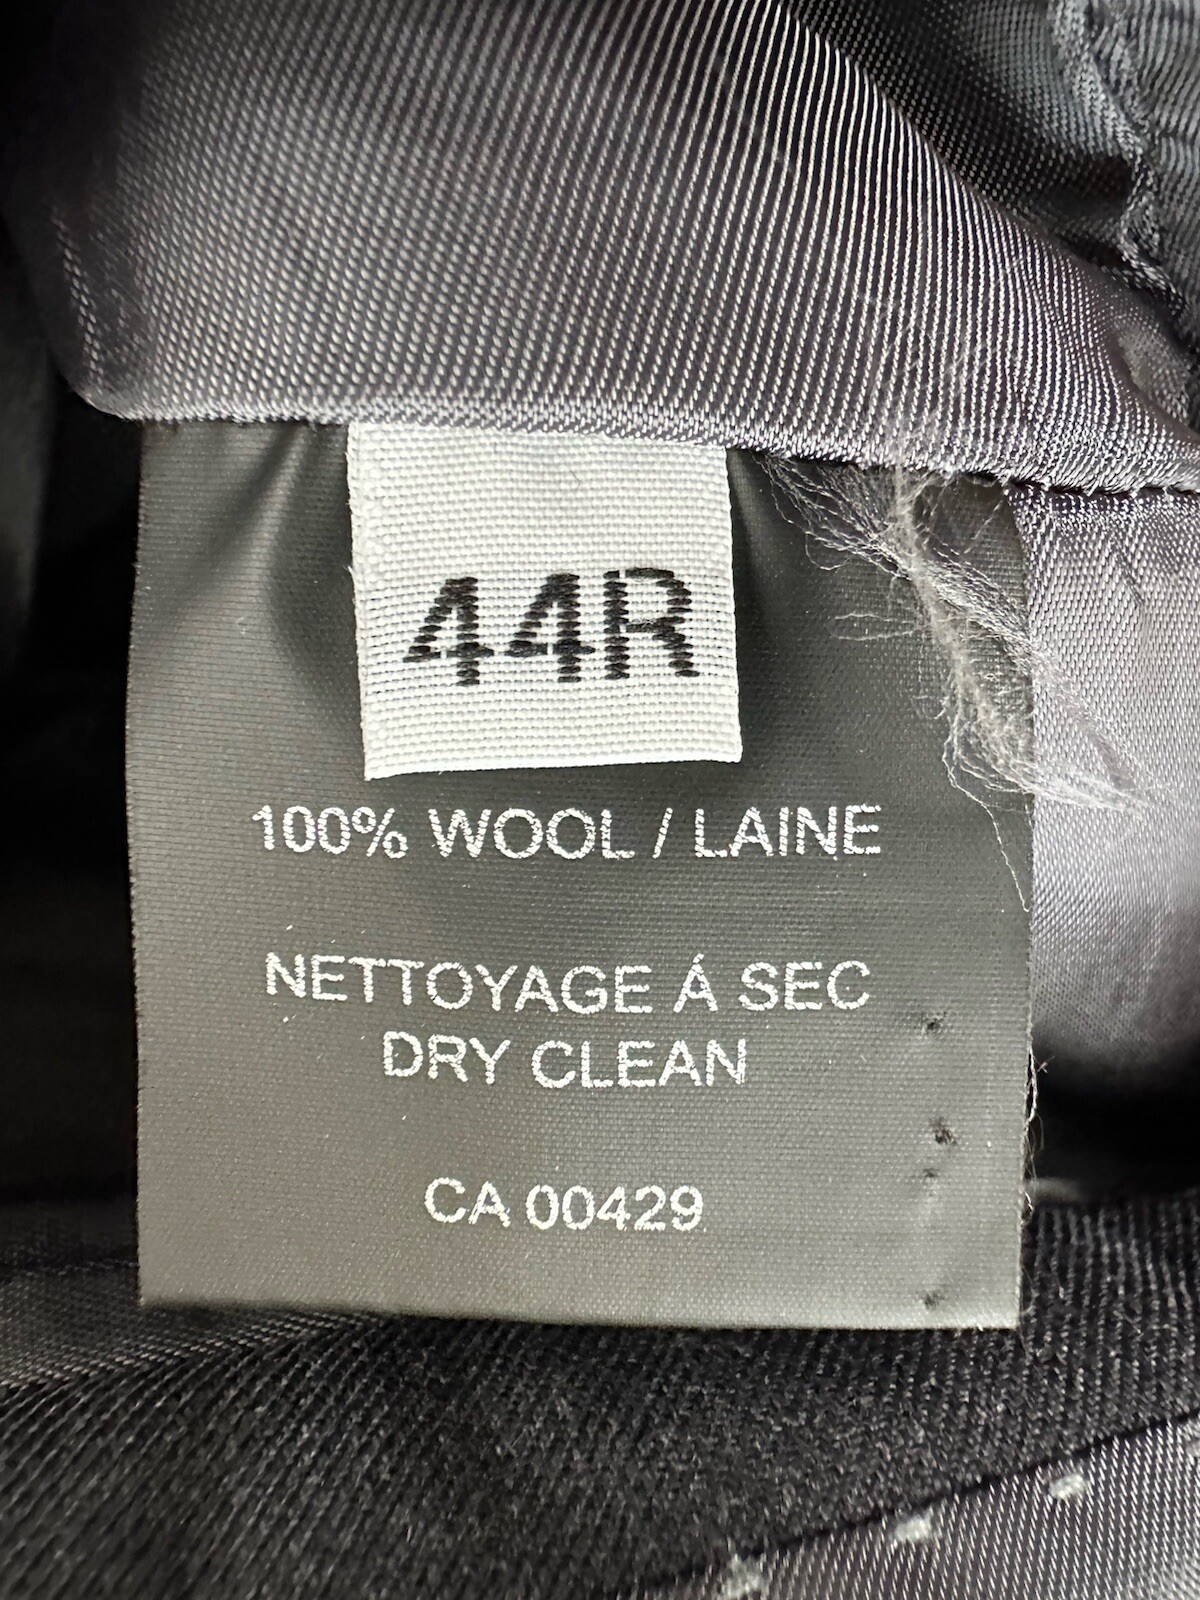 44R
100% WOOL / LAINE
NETTOYAGE Á SEC
DRY CLEAN
CA 00429